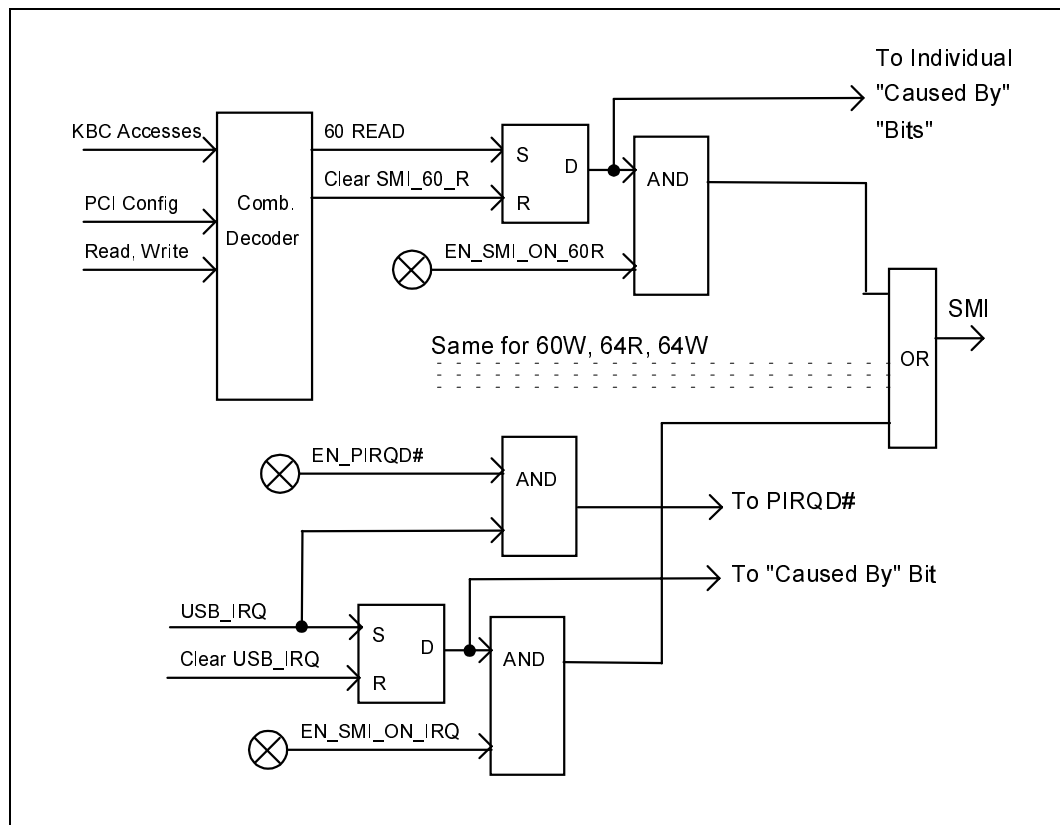 To Individual
"Caused By"
"Bits"
KBC Accesses
60 READ
S
D
AND
Clear SMI_60_R
R
PCI Config
Comb.
Decoder
Read, Write
EN_SMI_ON_60R
SMI
Same for 60W, 64R, 64W
OR
EN_PIRQD#
AND
To PIRQD#
To "Caused By" Bit
USB_IRQ
S
D
AND
Clear USB_IRQ
R
EN_SMI_ON_IRQ